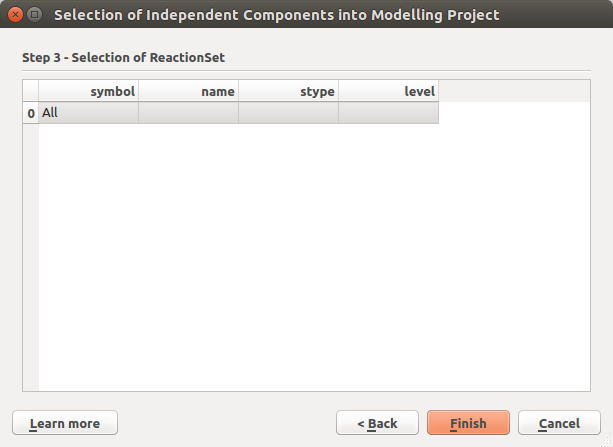 Selection of Independent Components into Modelling Project
Step 3 - Selection of ReactionSet
symbol name stype level
0 All
Learn more < Back Finish Cancel